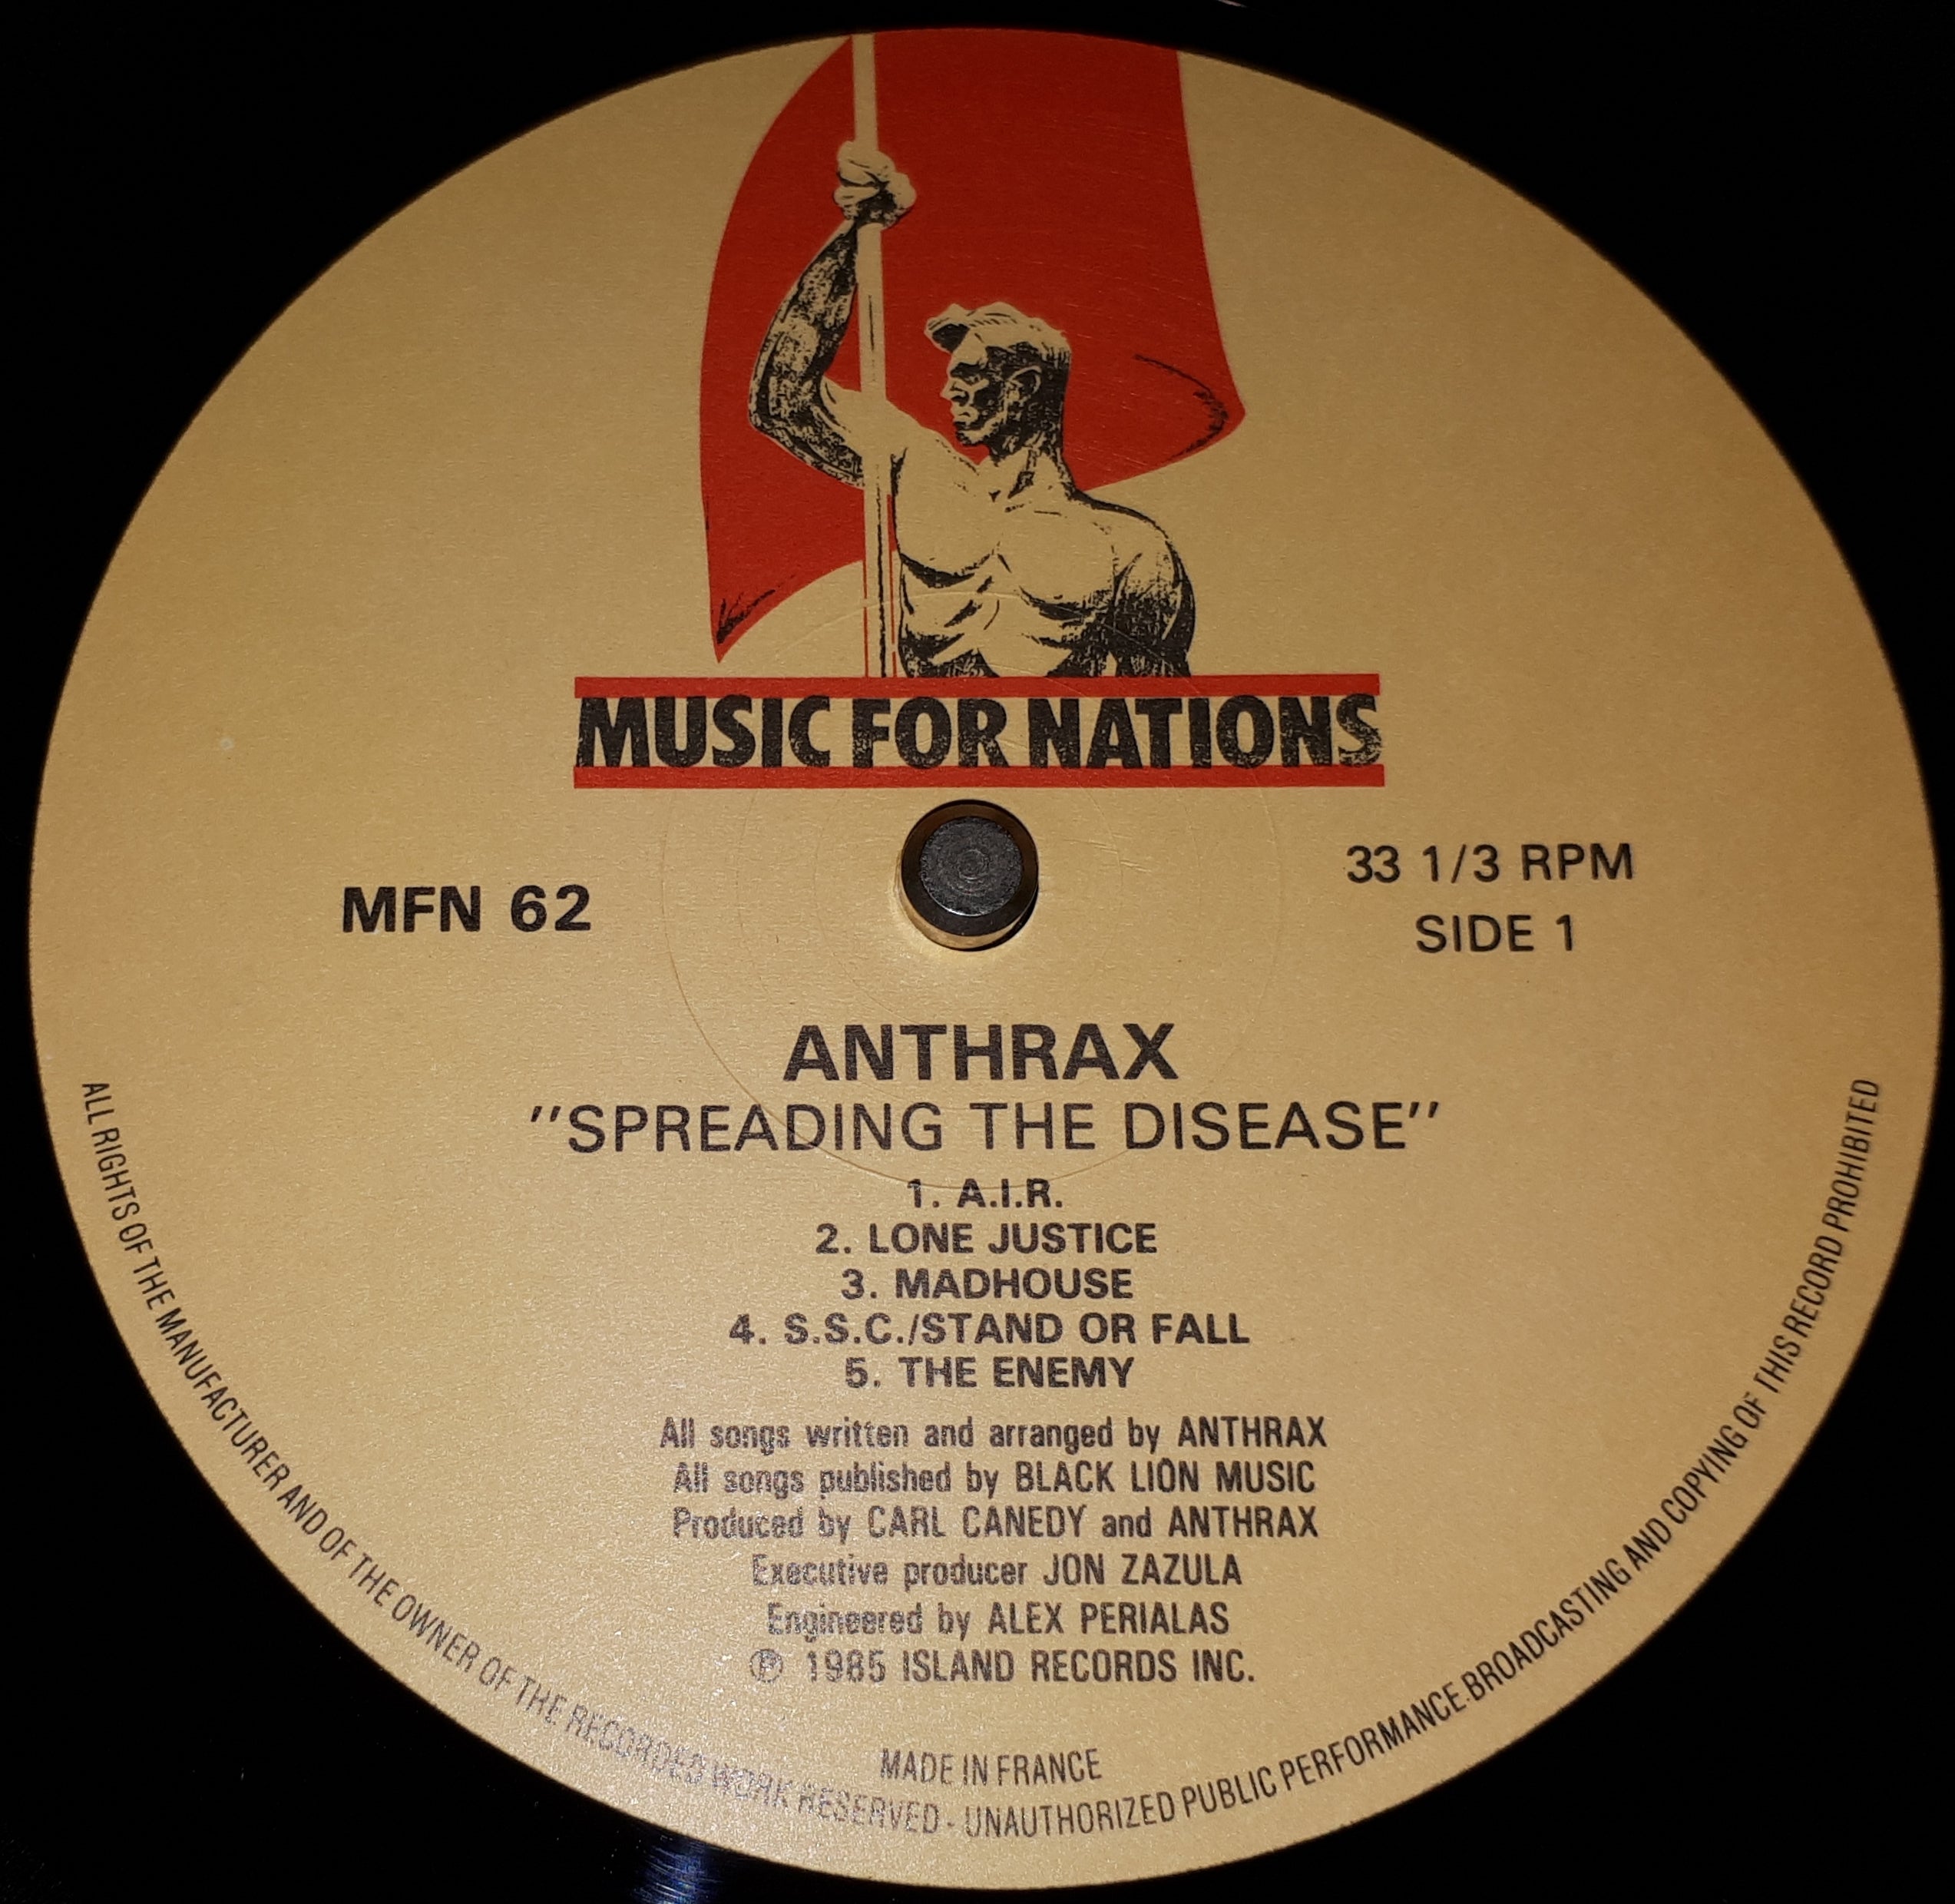 MUSIC FOR NATIONS
MFN 62
33 1/3 RPM
SIDE 1
ANTHRAX
"SPREADING THE DISEASE"
1. A.I.R.
2. LONE JUSTICE
3. MADHOUSE
4. S.S.C./STAND OR FALL
5. THE ENEMY
All songs written and arranged by ANTHRAX
All songs published by BLACK LION MUSIC
Produced by CARL CANEDY and ANTHRAX
Executive producer JON ZAZULA
Engineered by ALEX PERIALAS
℗ 1985 ISLAND RECORDS INC.
MADE IN FRANCE
ALL RIGHTS OF THE MANUFACTURER AND OF THE OWNER OF THE RECORDED WORK RESERVED - UNAUTHORIZED PUBLIC PERFORMANCE BROADCASTING AND COPYING OF THIS RECORD PROHIBITED